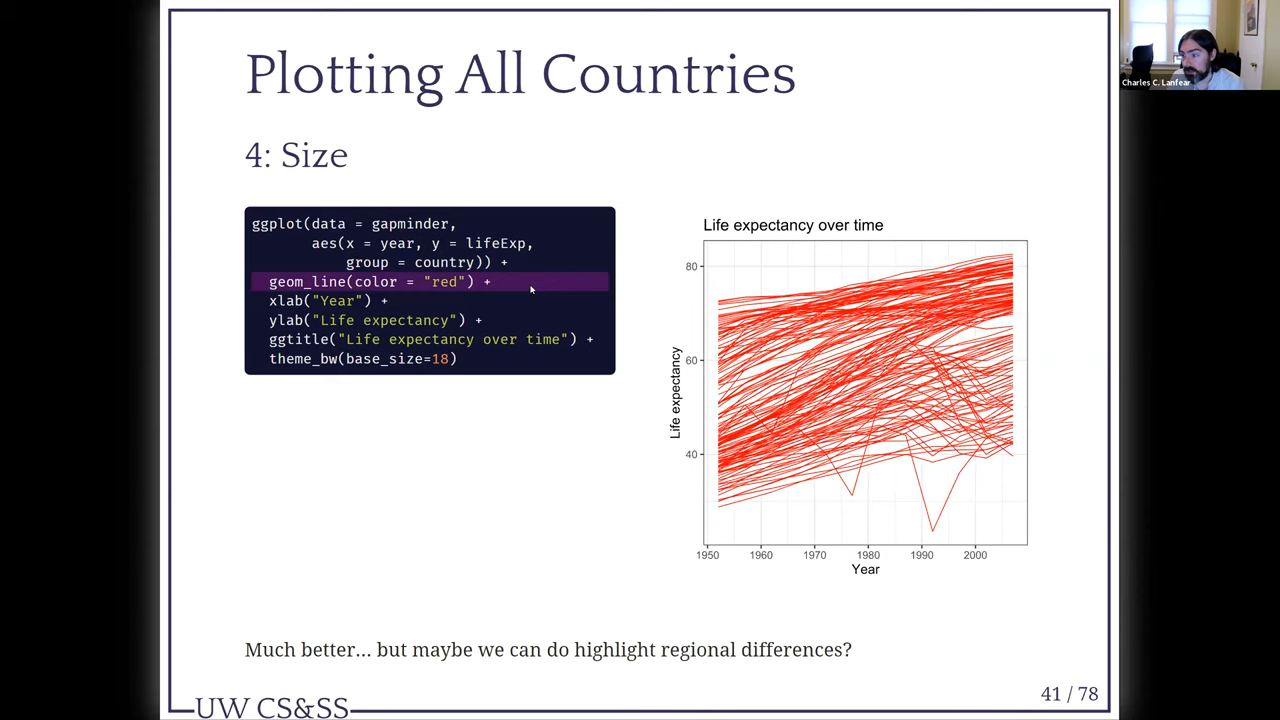 Plotting All Countries
4: Size
ggplot(data = gapminder,
aes(x = year, y = lifeExp,
group = country)) +
geom_line(color = "red") +
xlab("Year") +
ylab("Life expectancy") +
ggtitle("Life expectancy over time") +
theme_bw(base_size=18)
Life expectancy over time
80
60
40
Life expectancy
1950 1960 1970 1980 1990 2000
Year
Much better... but maybe we can do highlight regional differences?
UW CS&SS
41 / 78
Charles C. Lanfear